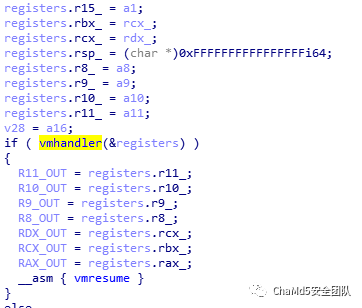 registers.r15_ = a1;
registers.rbx_ = rcx_;
registers.rcx_ = rdx_;
registers.rsp_ = (char *)0xFFFFFFFFFFFFFFFFi64;
registers.r8_ = a8;
registers.r9_ = a9;
registers.r10_ = a10;
registers.r11_ = a11;
v28 = a16;
if ( vmhandler(&registers) )
{
R11_OUT = registers.r11_;
R10_OUT = registers.r10_;
R9_OUT = registers.r9_;
R8_OUT = registers.r8_;
RDX_OUT = registers.rcx_;
RCX_OUT = registers.rbx_;
RAX_OUT = registers.rax_;
__asm { vmresume }
}
else
ChaMd5安全团队